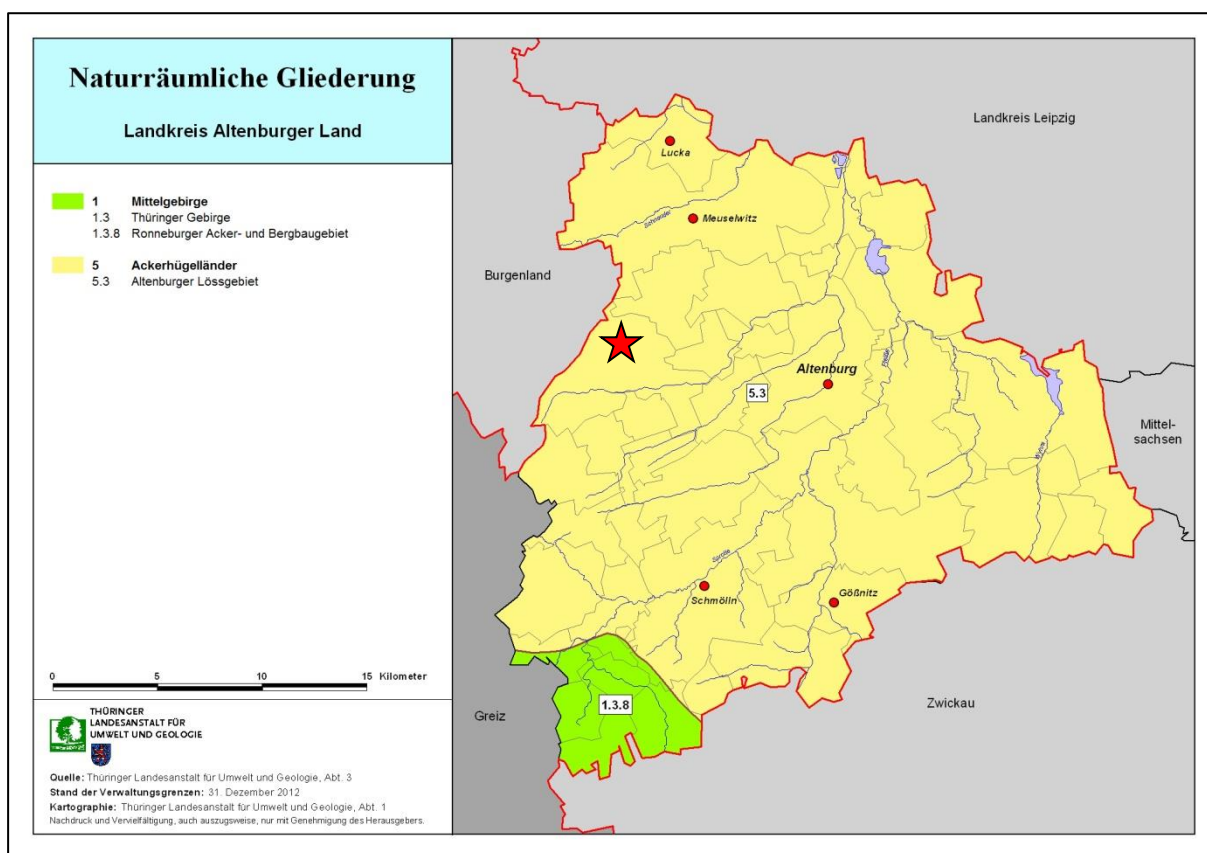 Naturräumliche Gliederung
Landkreis Altenburger Land
1 Mittelgebirge
1.3 Thüringer Gebirge
1.3.8 Ronneburger Acker- und Bergbaugebiet
5 Ackerhügelländer
5.3 Altenburger Lössgebiet
0 5 10 15 Kilometer
THÜRINGER
LANDESANSTALT FÜR
UMWELT UND GEOLOGIE
Quelle: Thüringer Landesanstalt für Umwelt und Geologie, Abt. 3
Stand der Verwaltungsgrenzen: 31. Dezember 2012
Kartographie: Thüringer Landesanstalt für Umwelt und Geologie, Abt. 1
Nachdruck und Vervielfältigung, auch auszugsweise, nur mit Genehmigung des Herausgebers.
Landkreis Leipzig
Lucka
Schnauder
Meuselwitz
Burgenland
Pleiße
Altenburg
5.3
Mittel-
sachsen
Wyhra
Sprotte
Schmölln
Gößnitz
1.3.8
Greiz
Zwickau